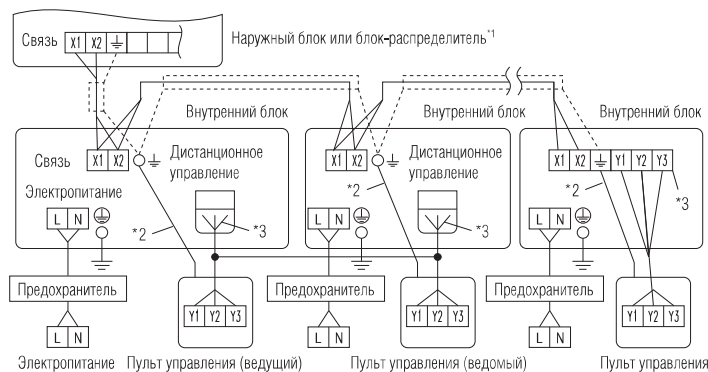 Связь X1 X2 Наружный блок или блок-распределитель*1
Внутренний блок Внутренний блок Внутренний блок
Связь X1 X2 Дистанционное управление X1 X2 Дистанционное управление X1 X2 Y1 Y2 Y3
Электропитание *2 *2 *3
L N *2 *3 L N *3 L N
Предохранитель Предохранитель Предохранитель
Y1 Y2 Y3 Y1 Y2 Y3 Y1 Y2 Y3
L N L N L N
Электропитание Пульт управления (ведущий) Пульт управления (ведомый) Пульт управления